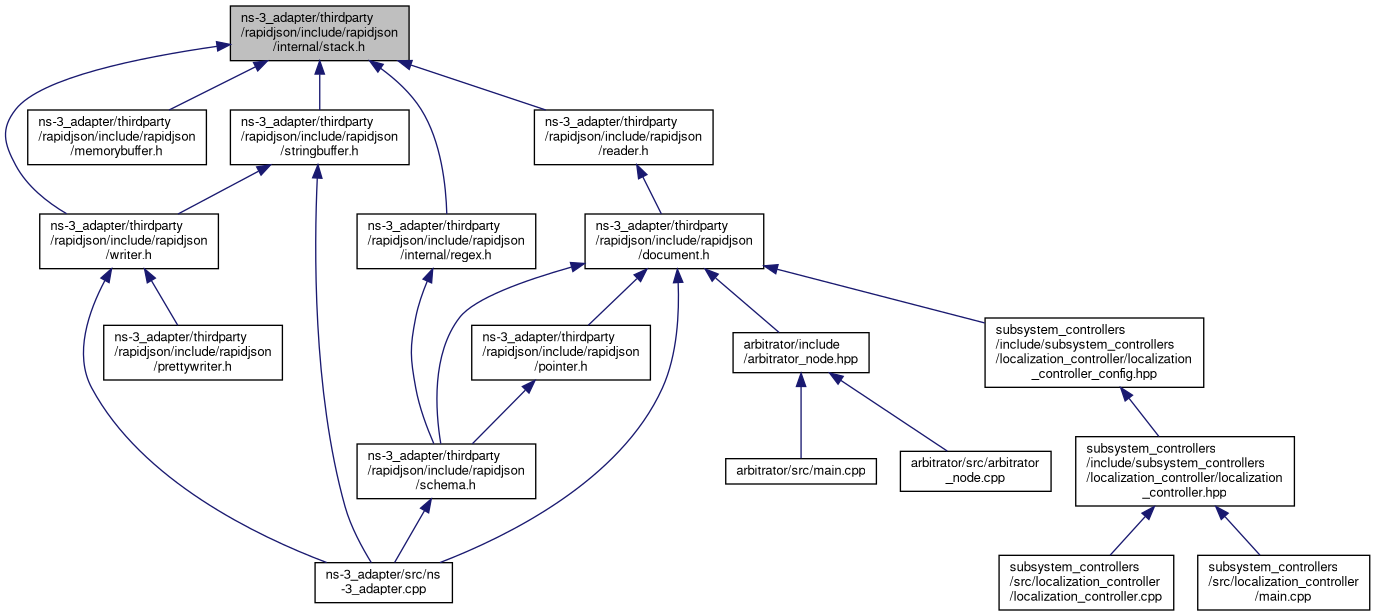 ns-3_adapter/thirdparty
/rapidjson/include/rapidjson
/internal/stack.h
ns-3_adapter/thirdparty
/rapidjson/include/rapidjson
/memorybuffer.h
ns-3_adapter/thirdparty
/rapidjson/include/rapidjson
/stringbuffer.h
ns-3_adapter/thirdparty
/rapidjson/include/rapidjson
/reader.h
ns-3_adapter/thirdparty
/rapidjson/include/rapidjson
/writer.h
ns-3_adapter/thirdparty
/rapidjson/include/rapidjson
/internal/regex.h
ns-3_adapter/thirdparty
/rapidjson/include/rapidjson
/document.h
ns-3_adapter/thirdparty
/rapidjson/include/rapidjson
/prettywriter.h
ns-3_adapter/thirdparty
/rapidjson/include/rapidjson
/pointer.h
arbitrator/include
/arbitrator_node.hpp
subsystem_controllers
/include/subsystem_controllers
/localization_controller/localization
_controller_config.hpp
ns-3_adapter/thirdparty
/rapidjson/include/rapidjson
/schema.h
arbitrator/src/main.cpp
arbitrator/src/arbitrator
_node.cpp
subsystem_controllers
/include/subsystem_controllers
/localization_controller/localization
_controller.hpp
ns-3_adapter/src/ns
-3_adapter.cpp
subsystem_controllers
/src/localization_controller
/localization_controller.cpp
subsystem_controllers
/src/localization_controller
/main.cpp